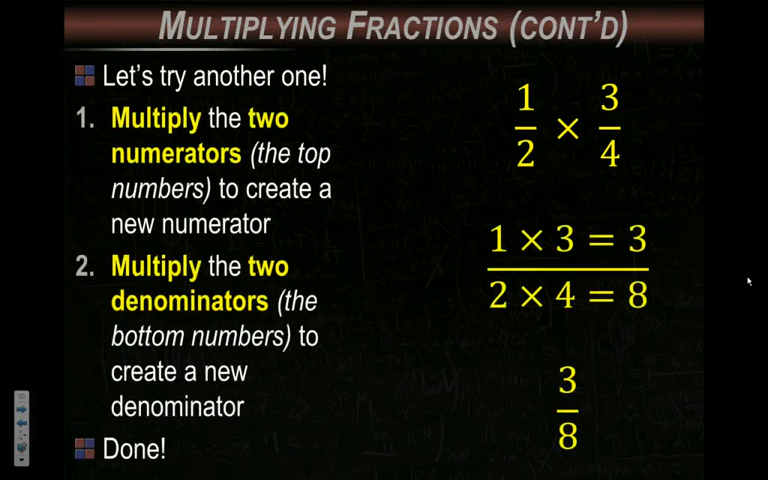 MULTIPLYING FRACTIONS (CONT'D)
Let's try another one!
1. Multiply the two
numerators (the top
numbers) to create a
new numerator
2. Multiply the two
denominators (the
bottom numbers) to
create a new
denominator
Done!
1/2 × 3/4
1 × 3 = 3
2 × 4 = 8
3/8